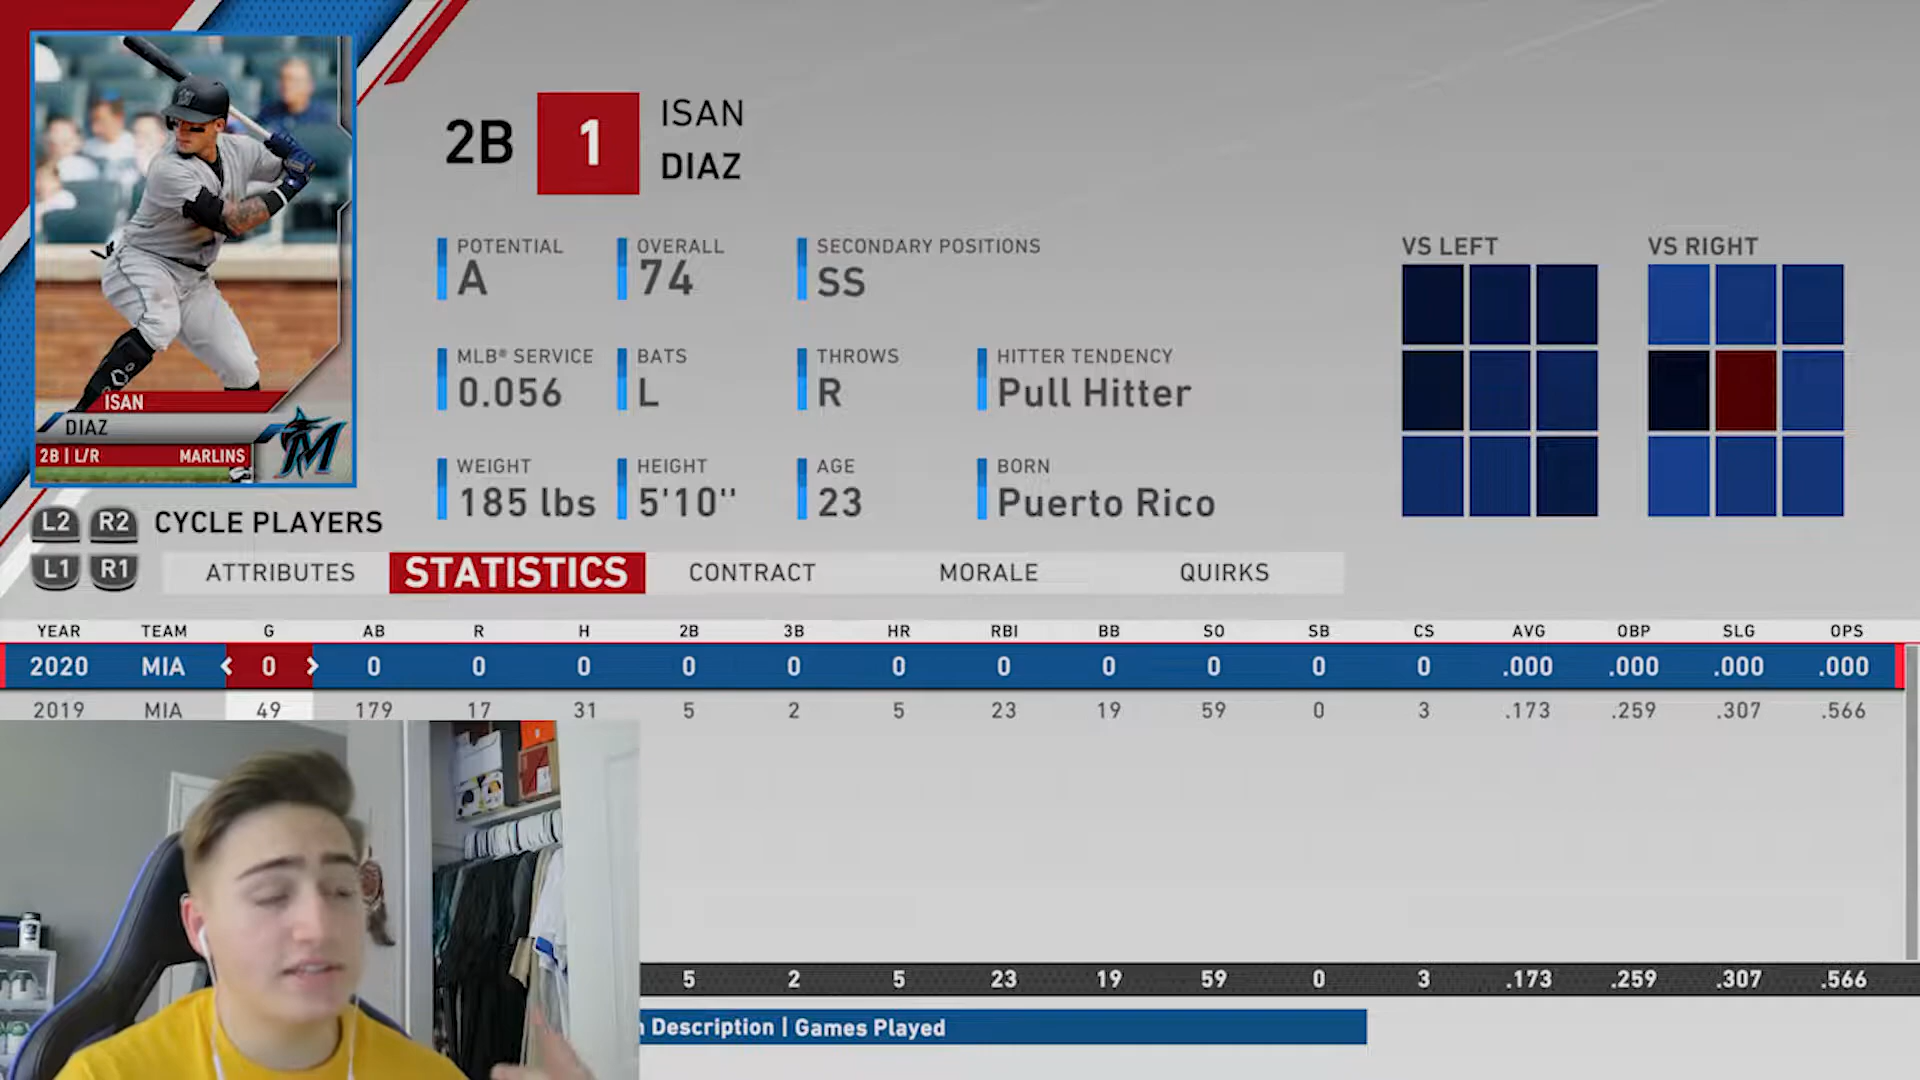 2B 1 ISAN
DIAZ
POTENTIAL OVERALL SECONDARY POSITIONS VS LEFT VS RIGHT
A 74 SS
MLB® SERVICE BATS THROWS HITTER TENDENCY
0.056 L R Pull Hitter
ISAN
DIAZ
2B | L/R MARLINS
WEIGHT HEIGHT AGE BORN
185 lbs 5'10'' 23 Puerto Rico
L2 R2 CYCLE PLAYERS
L1 R1 ATTRIBUTES STATISTICS CONTRACT MORALE QUIRKS
YEAR TEAM G AB R H 2B 3B HR RBI BB SO SB CS AVG OBP SLG OPS
2020 MIA < 0 > 0 0 0 0 0 0 0 0 0 0 0 .000 .000 .000 .000
2019 MIA 49 179 17 31 5 2 5 23 19 59 0 3 .173 .259 .307 .566
5 2 5 23 19 59 0 3 .173 .259 .307 .566
Description | Games Played